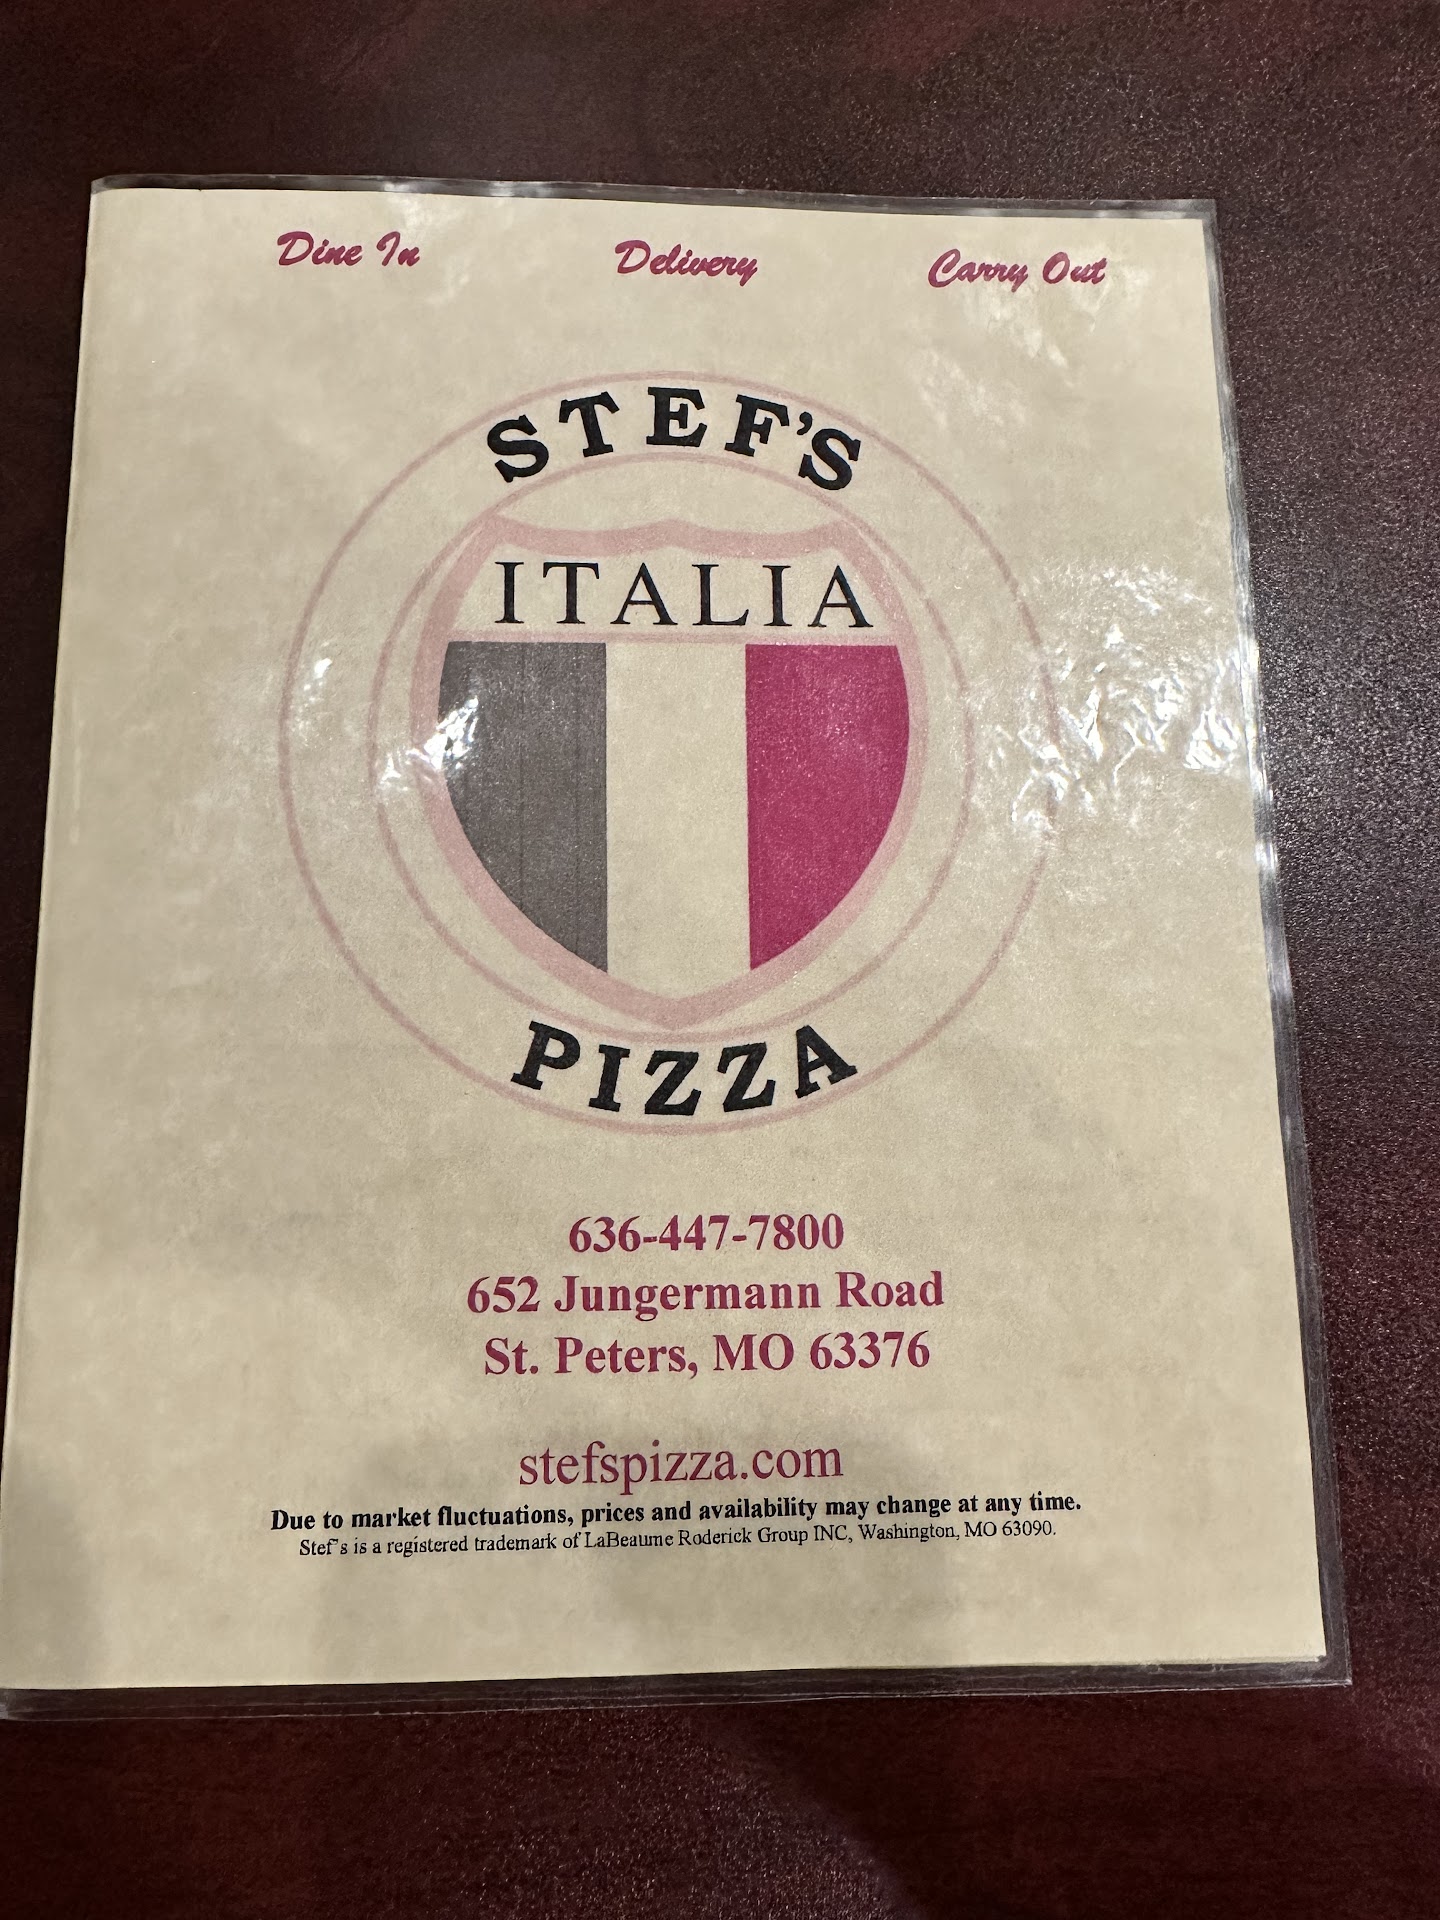 Dine In Delivery Carry Out
STEF'S
ITALIA
PIZZA
636-447-7800
652 Jungermann Road
St. Peters, MO 63376
stefspizza.com
Due to market fluctuations, prices and availability may change at any time.
Stef's is a registered trademark of LaBeaume Roderick Group INC, Washington, MO 63090.